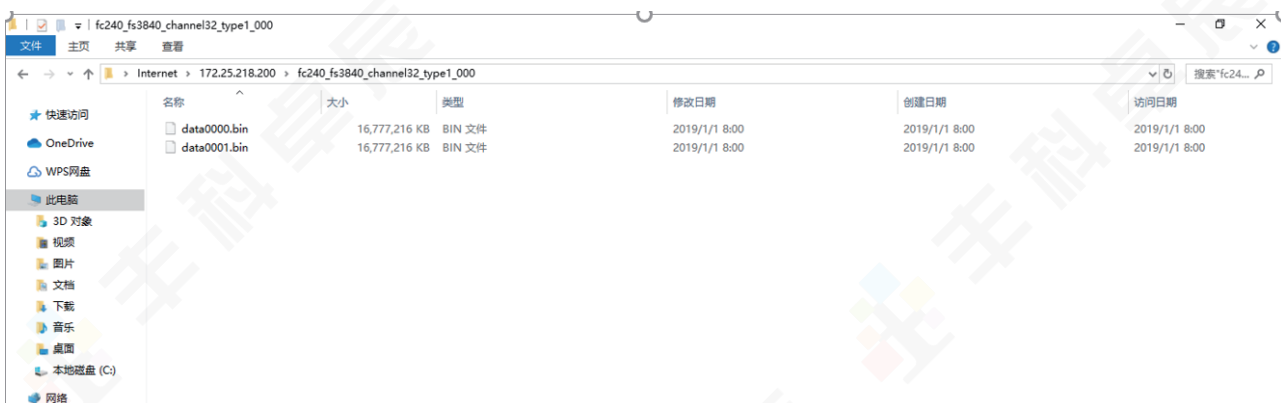 fc240_fs3840_channel32_type1_000
文件 主页 共享 查看
Internet > 172.25.218.200 > fc240_fs3840_channel32_type1_000 搜索"fc24...
名称 大小 类型 修改日期 创建日期 访问日期
data0000.bin 16,777,216 KB BIN 文件 2019/1/1 8:00 2019/1/1 8:00 2019/1/1 8:00
data0001.bin 16,777,216 KB BIN 文件 2019/1/1 8:00 2019/1/1 8:00 2019/1/1 8:00
快速访问
OneDrive
WPS网盘
此电脑
3D 对象
视频
图片
文档
下载
音乐
桌面
本地磁盘 (C:)
网络
丰科卓辰
丰科